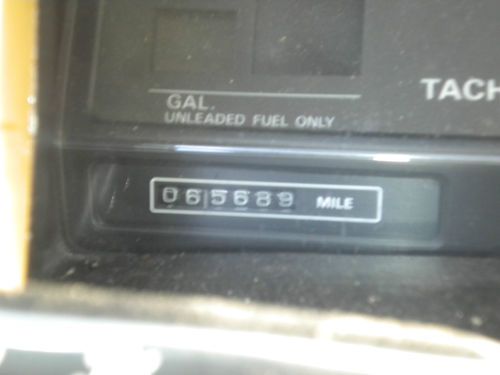 GAL.
UNLEADED FUEL ONLY
TACH
065689 MILE